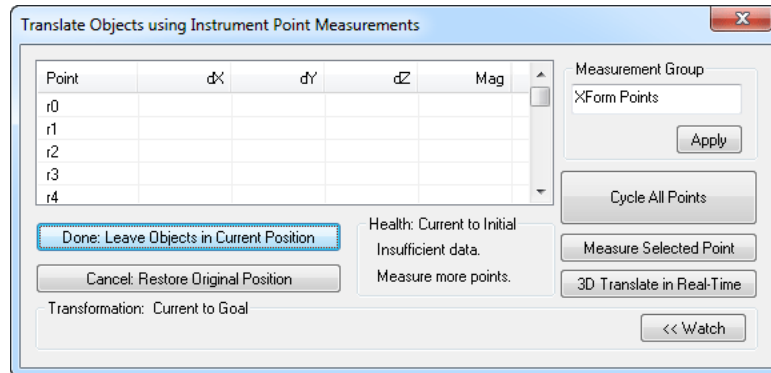 Translate Objects using Instrument Point Measurements
Point dX dY dZ Mag
r0
r1
r2
r3
r4
Measurement Group
XForm Points
Apply
Cycle All Points
Done: Leave Objects in Current Position
Cancel: Restore Original Position
Health: Current to Initial
Insufficient data.
Measure more points.
Measure Selected Point
3D Translate in Real-Time
Transformation: Current to Goal
<< Watch